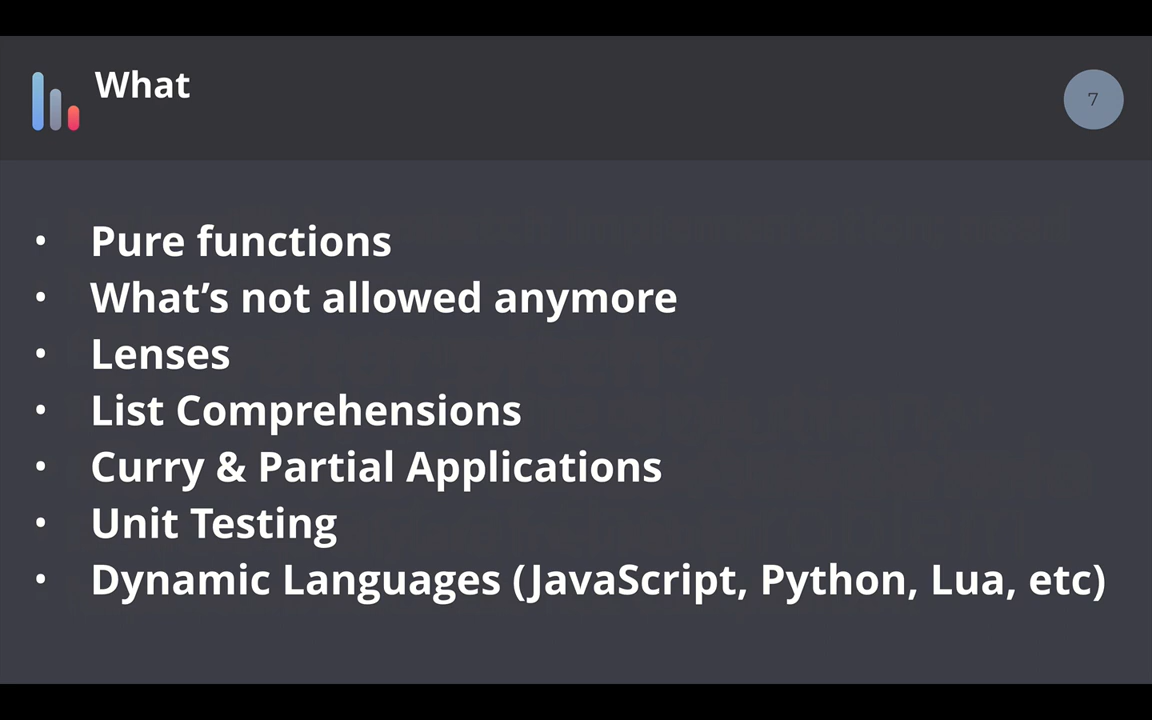 What
7
• Pure functions
• What’s not allowed anymore
• Lenses
• List Comprehensions
• Curry & Partial Applications
• Unit Testing
• Dynamic Languages (JavaScript, Python, Lua, etc)